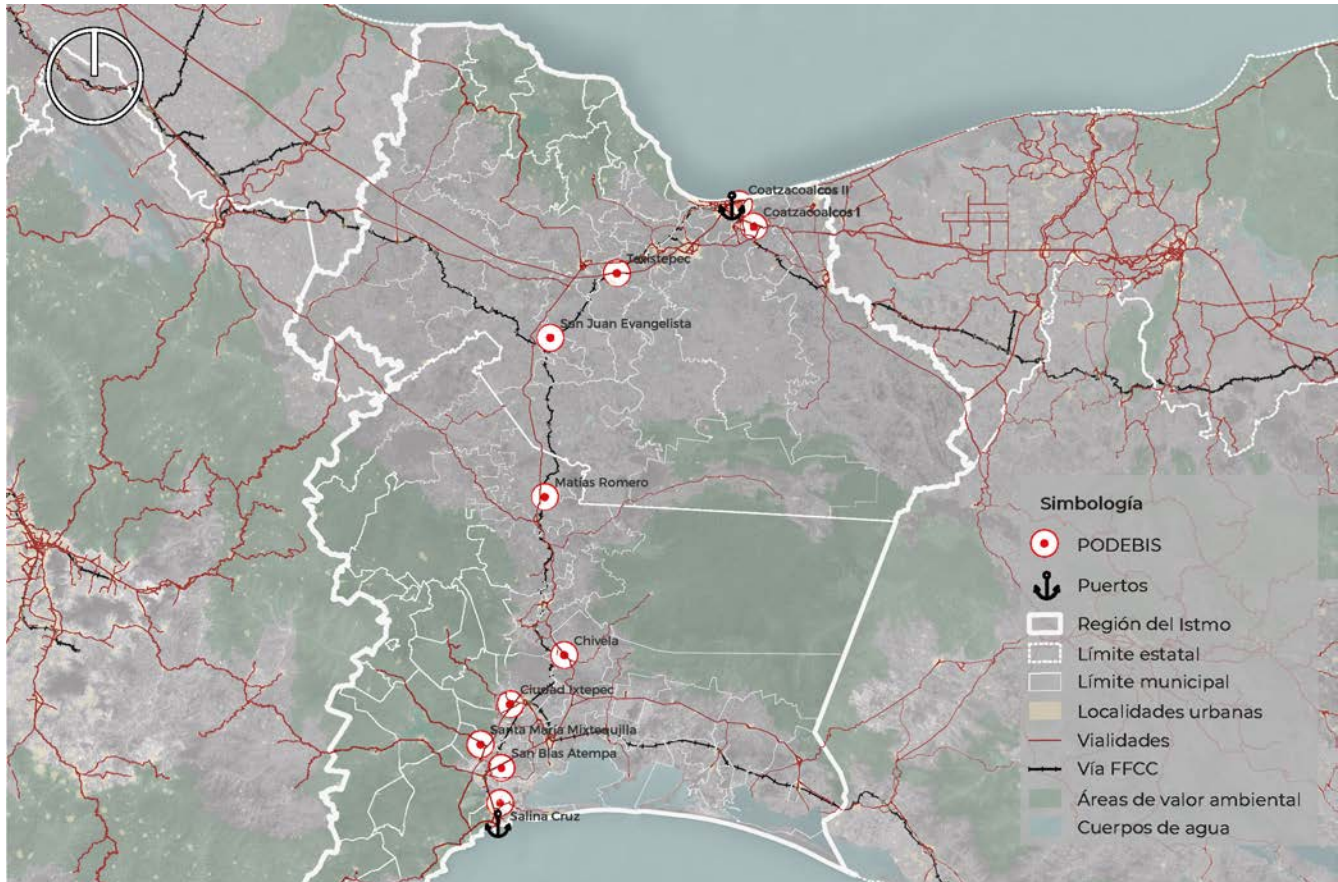 Coatzacoalcos II
Coatzacoalcos I
Texistepec
San Juan Evangelista
Matías Romero
Chivela
Ciudad Ixtepec
Santa María Mixtequilla
San Blas Atempa
Salina Cruz
Simbología
PODEBIS
Puertos
Región del Istmo
Límite estatal
Límite municipal
Localidades urbanas
Vialidades
Vía FFCC
Áreas de valor ambiental
Cuerpos de agua